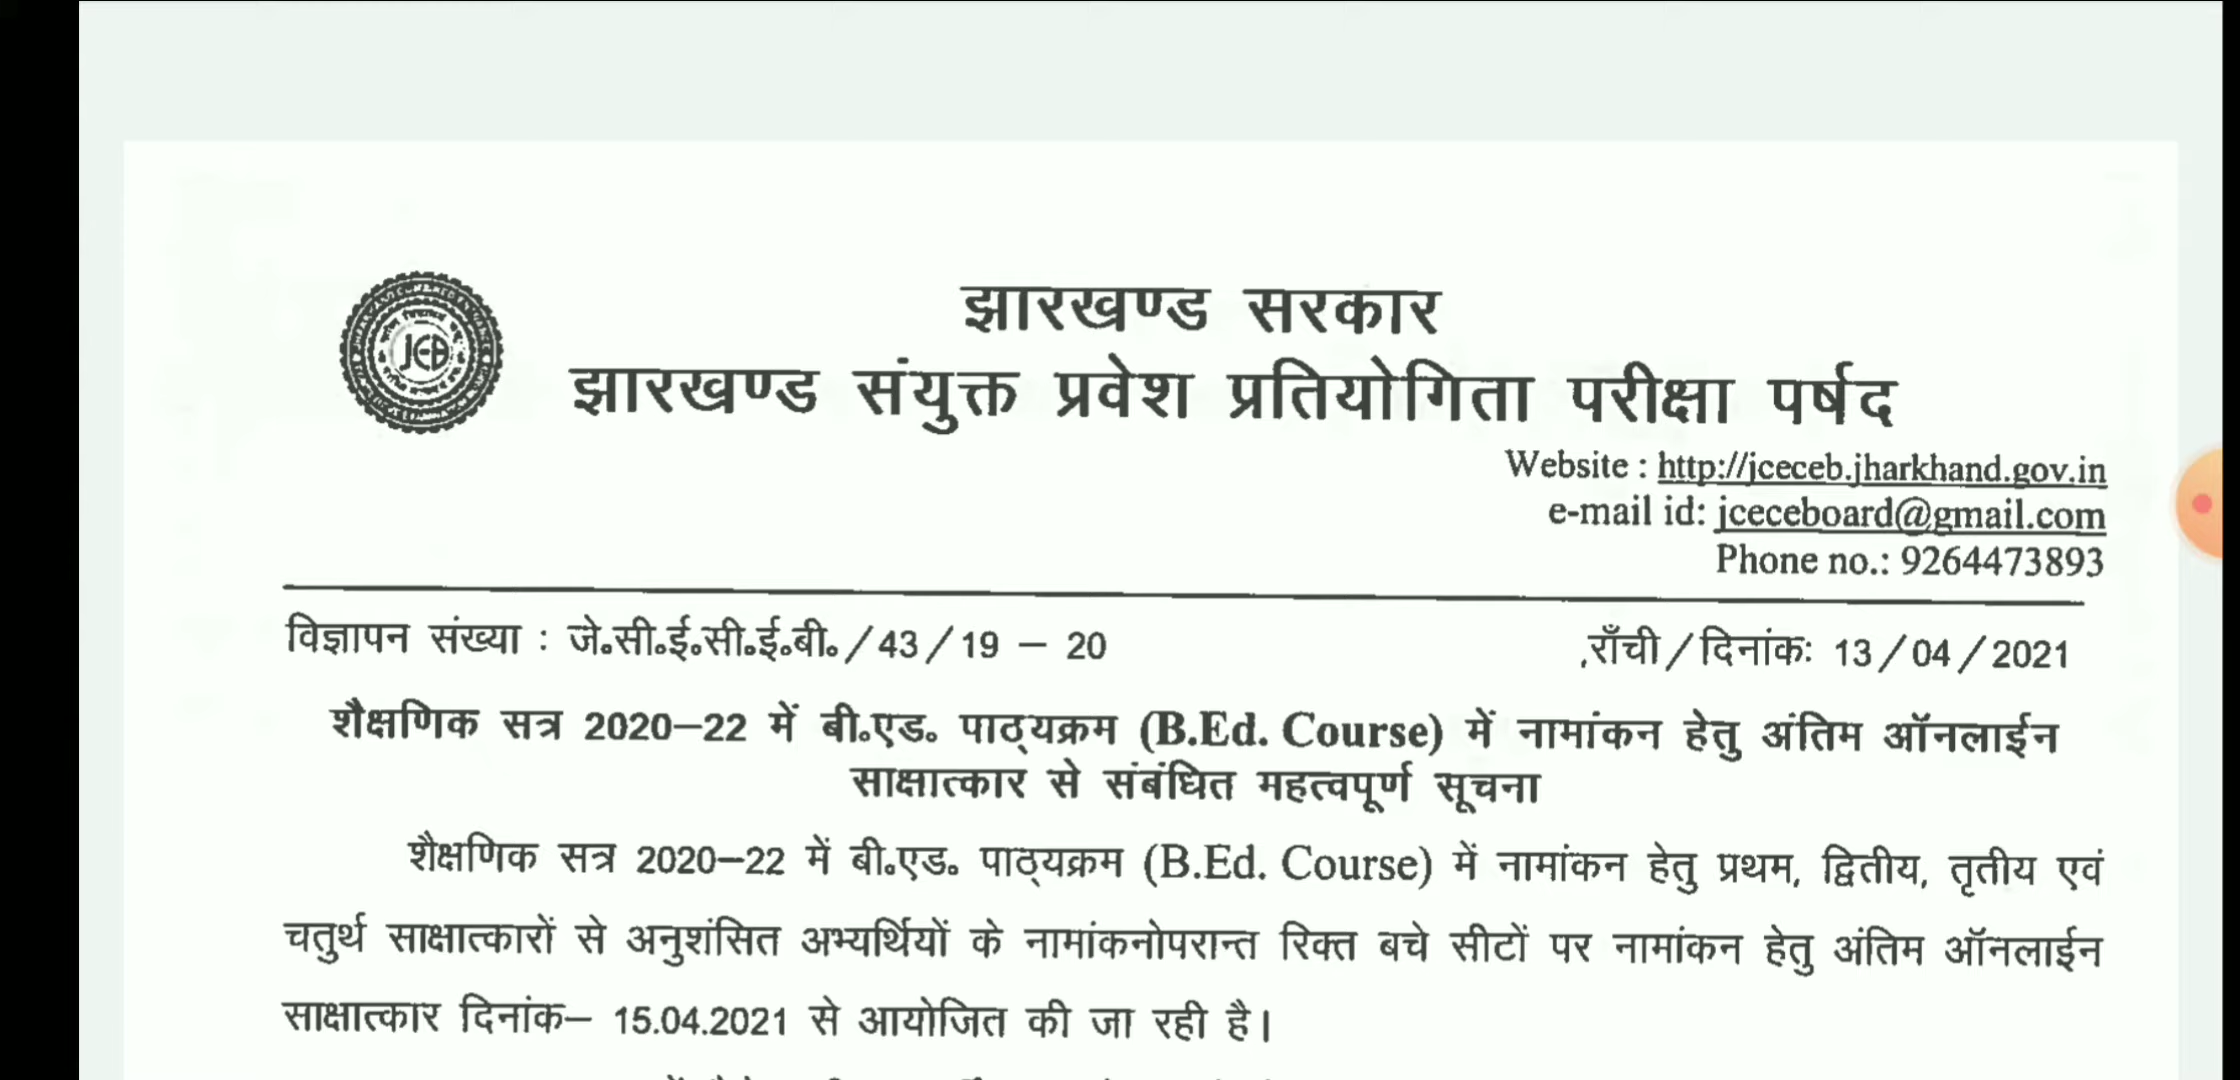 झारखण्ड सरकार
झारखण्ड संयुक्त प्रवेश प्रतियोगिता परीक्षा पर्षद
JCEB
Website : http://jceceb.jharkhand.gov.in
e-mail id: jceceboard@gmail.com
Phone no.: 9264473893
विज्ञापन संख्या : जे॰सी॰ई॰सी॰ई॰बी॰/43/19 – 20
,राँची/दिनांकः 13/04/2021
शैक्षणिक सत्र 2020–22 में बी॰एड॰ पाठ्यक्रम (B.Ed. Course) में नामांकन हेतु अंतिम ऑनलाईन
साक्षात्कार से संबंधित महत्वपूर्ण सूचना
शैक्षणिक सत्र 2020–22 में बी॰एड॰ पाठ्यक्रम (B.Ed. Course) में नामांकन हेतु प्रथम, द्वितीय, तृतीय एवं
चतुर्थ साक्षात्कारों से अनुशंसित अभ्यर्थियों के नामांकनोपरान्त रिक्त बचे सीटों पर नामांकन हेतु अंतिम ऑनलाईन
साक्षात्कार दिनांक– 15.04.2021 से आयोजित की जा रही है।